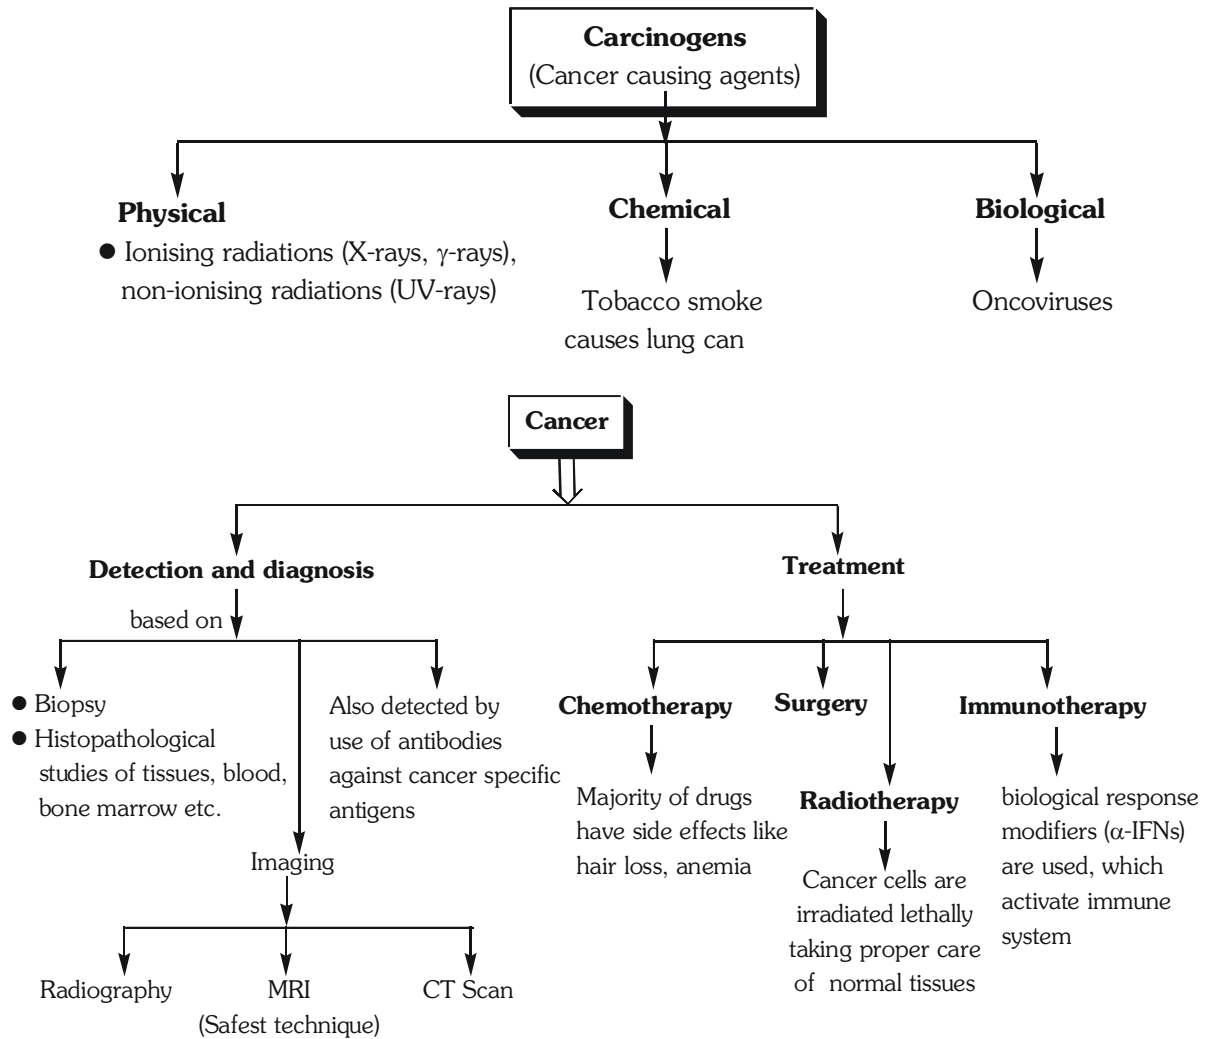 Carcinogens
(Cancer causing agents)
Physical
● Ionising radiations (X-rays, γ-rays),
non-ionising radiations (UV-rays)
Chemical
Tobacco smoke
causes lung can
Biological
Oncoviruses
Cancer
Detection and diagnosis
based on
● Biopsy
● Histopathological
studies of tissues, blood,
bone marrow etc.
Also detected by
use of antibodies
against cancer specific
antigens
Imaging
Radiography
MRI
(Safest technique)
CT Scan
Treatment
Chemotherapy
Majority of drugs
have side effects like
hair loss, anemia
Surgery
Radiotherapy
Cancer cells are
irradiated lethally
taking proper care
of normal tissues
Immunotherapy
biological response
modifiers (α-IFNs)
are used, which
activate immune
system